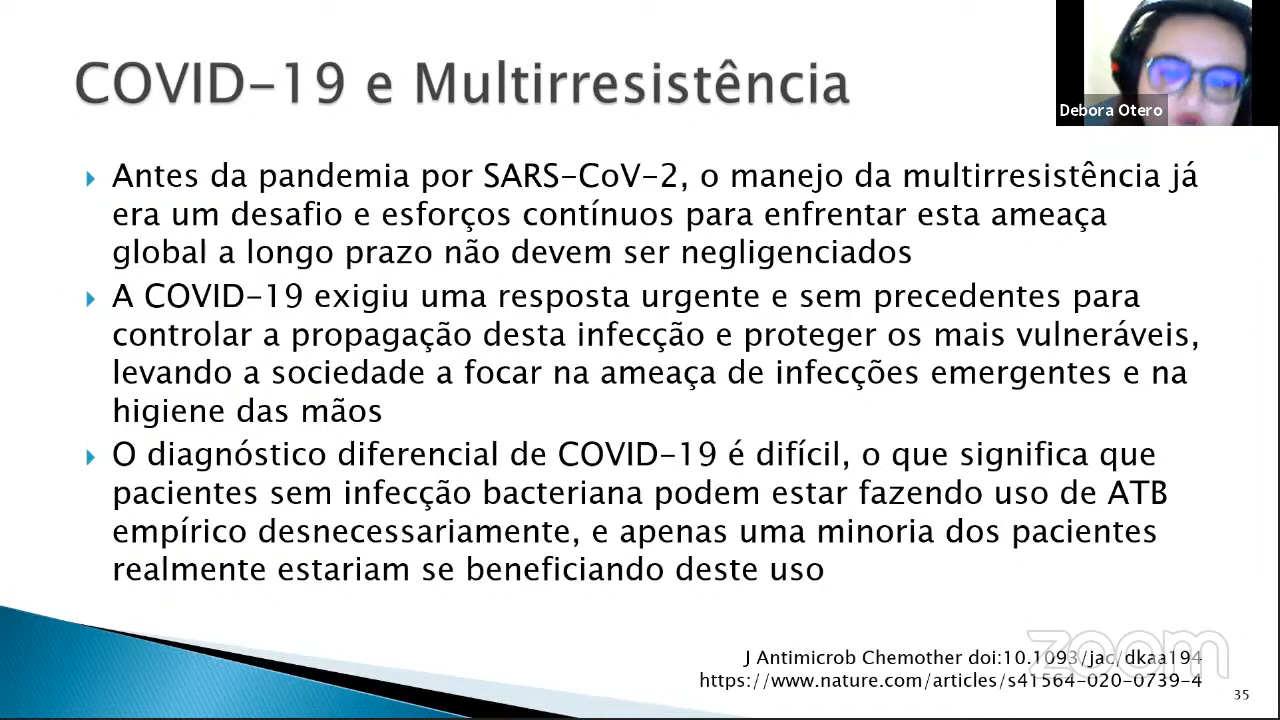 COVID-19 e Multirresistência
Debora Otero
Antes da pandemia por SARS-CoV-2, o manejo da multirresistência já
era um desafio e esforços contínuos para enfrentar esta ameaça
global a longo prazo não devem ser negligenciados
A COVID-19 exigiu uma resposta urgente e sem precedentes para
controlar a propagação desta infecção e proteger os mais vulneráveis,
levando a sociedade a focar na ameaça de infecções emergentes e na
higiene das mãos
O diagnóstico diferencial de COVID-19 é difícil, o que significa que
pacientes sem infecção bacteriana podem estar fazendo uso de ATB
empírico desnecessariamente, e apenas uma minoria dos pacientes
realmente estariam se beneficiando deste uso
zoom
J Antimicrob Chemother doi:10.1093/jac/dkaa194
https://www.nature.com/articles/s41564-020-0739-4
35